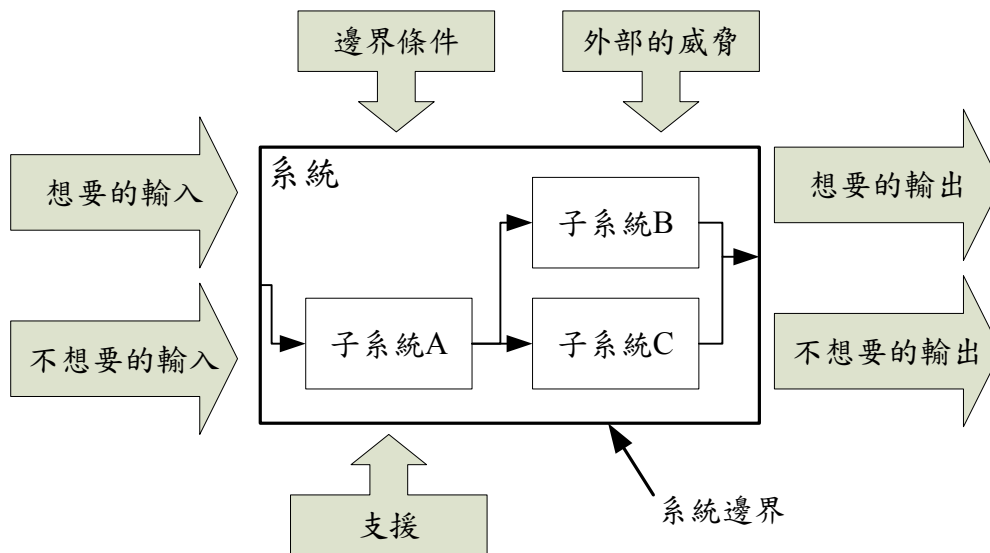 邊界條件
外部的威脅
想要的輸入
系統
子系統B
想要的輸出
不想要的輸入
子系統A
子系統C
不想要的輸出
支援
系統邊界